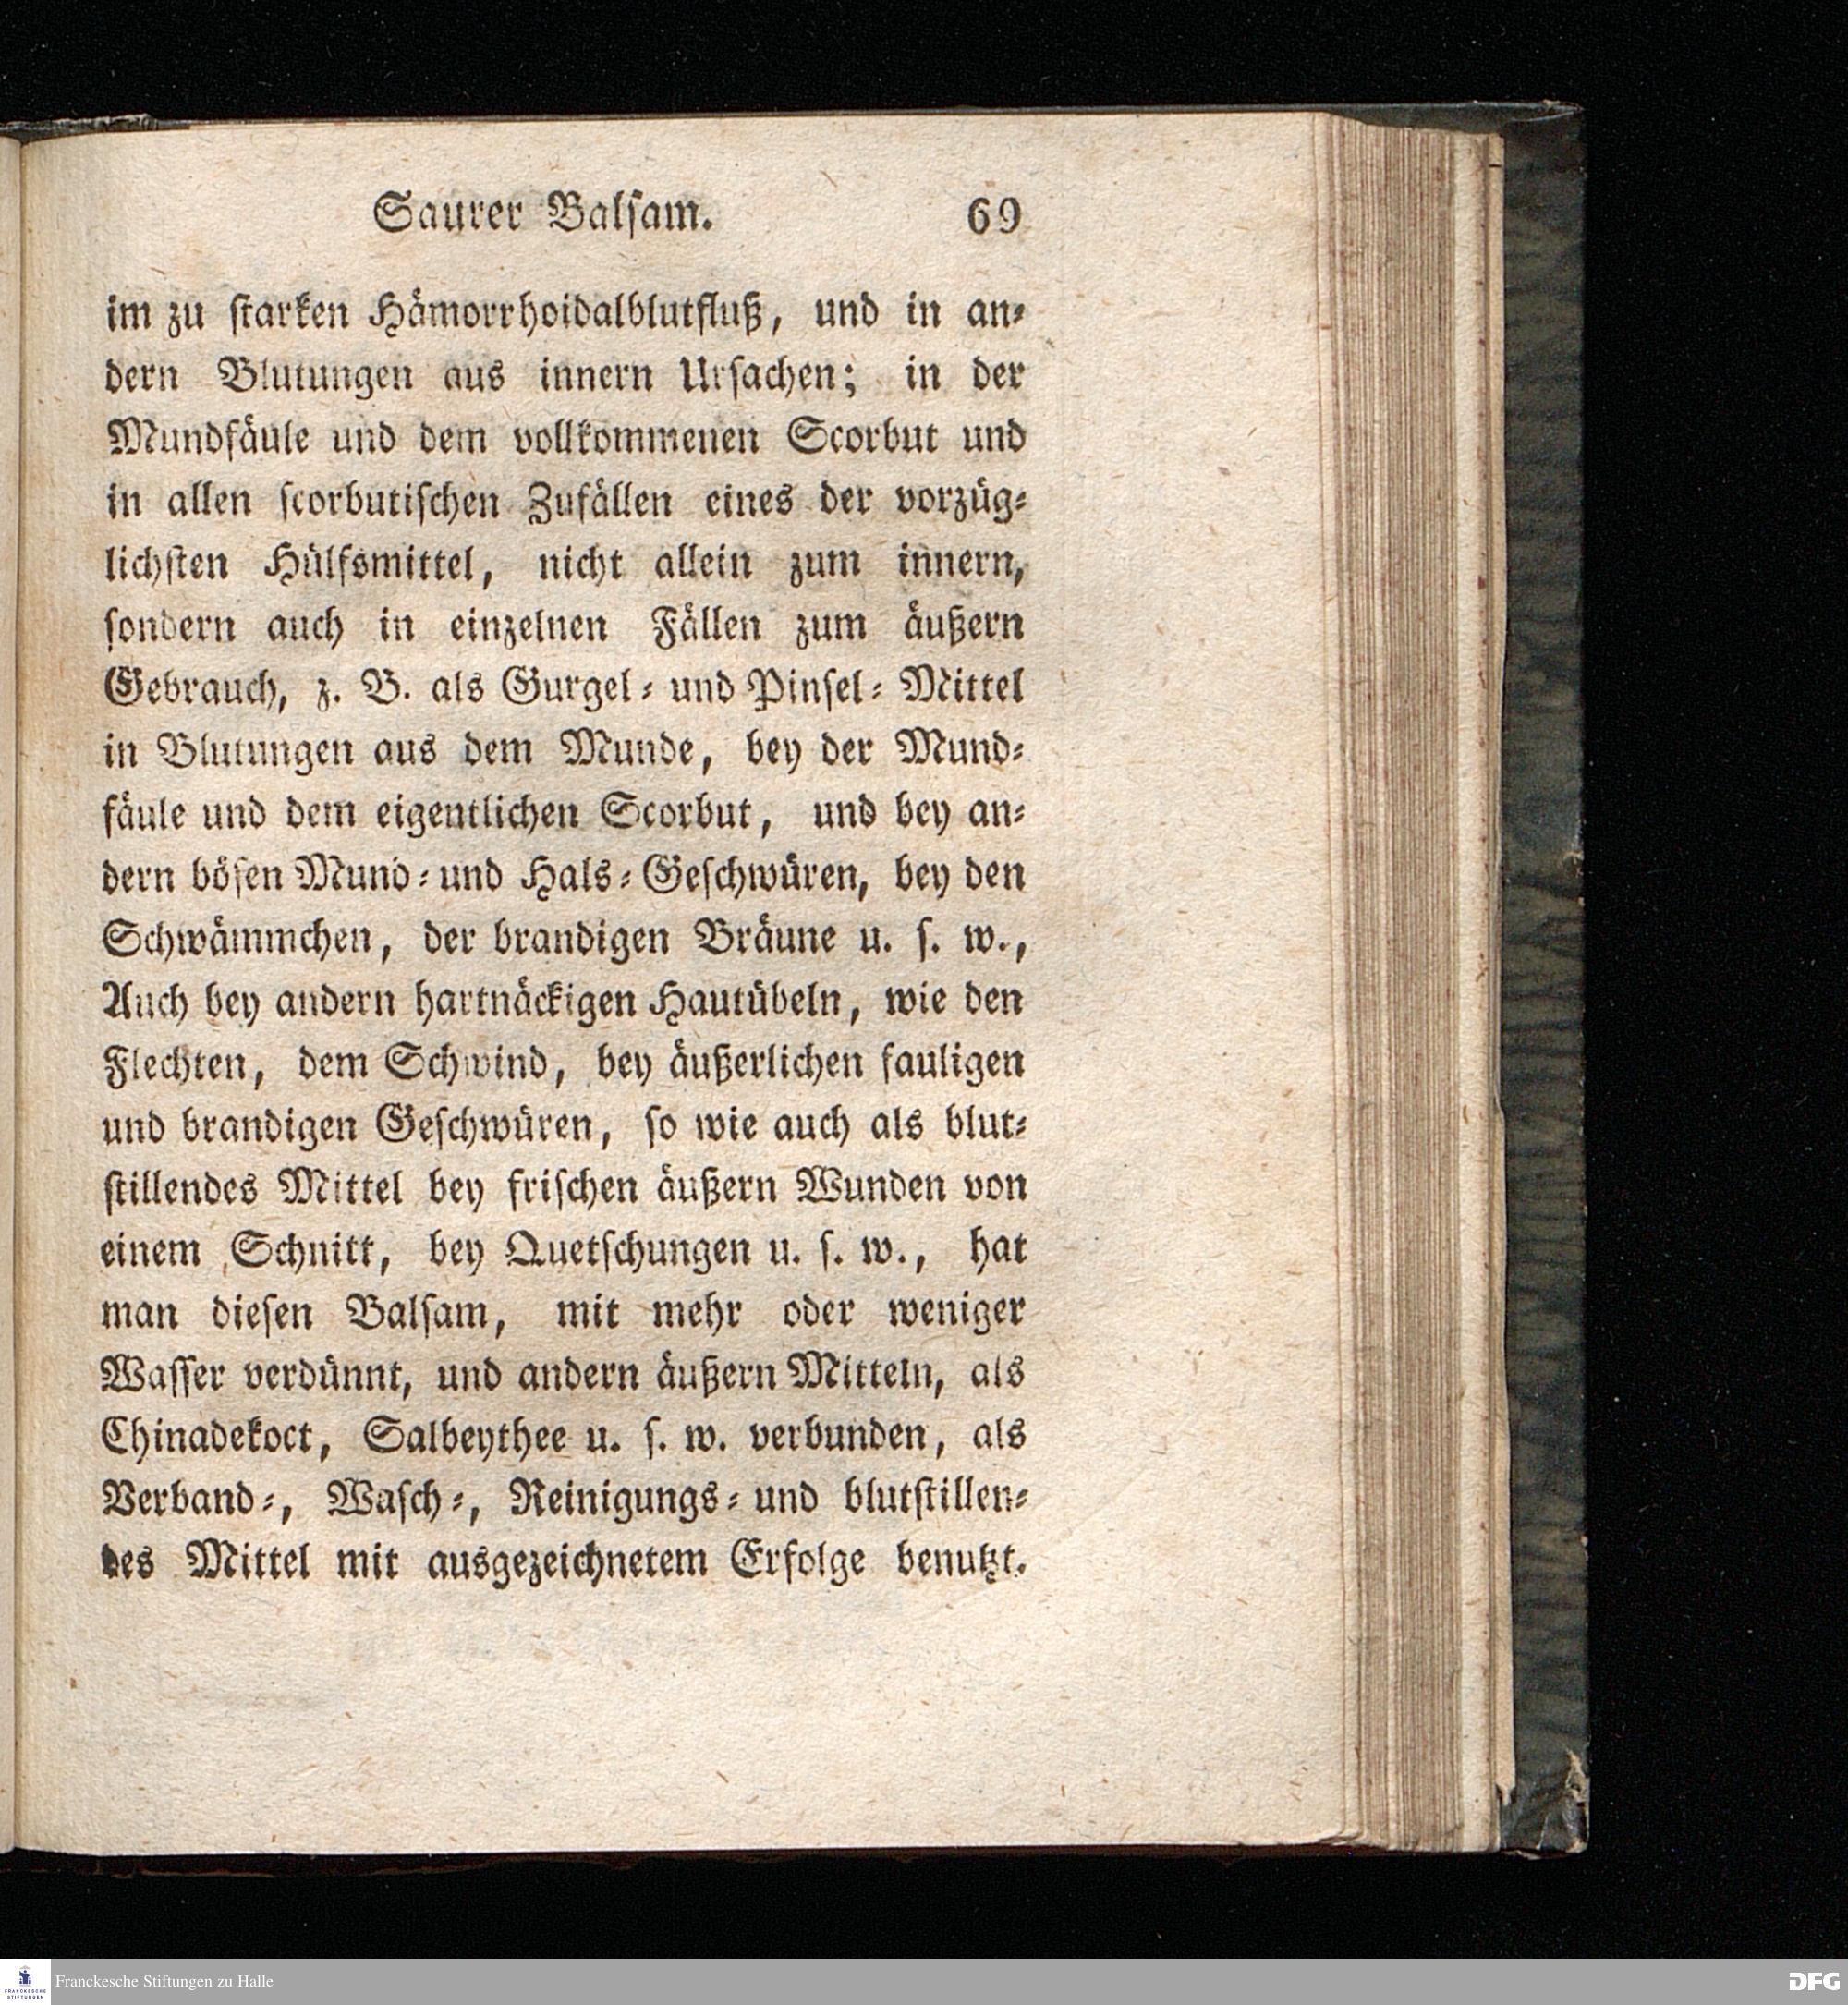 Saurer Balsam. 69
im zu starken Hämorrhoidalblutfluß, und in an-
dern Blutungen aus innern Ursachen; in der
Mundfäule und dem vollkommenen Scorbut und
in allen scorbutischen Zufällen eines der vorzüg-
lichsten Hülfsmittel, nicht allein zum innern,
sondern auch in einzelnen Fällen zum äußern
Gebrauch, z. B. als Gurgel- und Pinsel-Mittel
in Blutungen aus dem Munde, bey der Mund-
fäule und dem eigentlichen Scorbut, und bey an-
dern bösen Mund- und Hals-Geschwüren, bey den
Schwämmchen, der brandigen Bräune u. s. w.,
Auch bey andern hartnäckigen Hautübeln, wie den
Flechten, dem Schwind, bey äußerlichen fauligen
und brandigen Geschwüren, so wie auch als blut-
stillendes Mittel bey frischen äußern Wunden von
einem Schnitt, bey Quetschungen u. s. w., hat
man diesen Balsam, mit mehr oder weniger
Wasser verdünnt, und andern äußern Mitteln, als
Chinadekoct, Salbeythee u. s. w. verbunden, als
Verband-, Wasch-, Reinigungs- und blutstillen-
des Mittel mit ausgezeichnetem Erfolge benutzt.
FRANCKESCHE STIFTUNGEN
Franckesche Stiftungen zu Halle
DFG